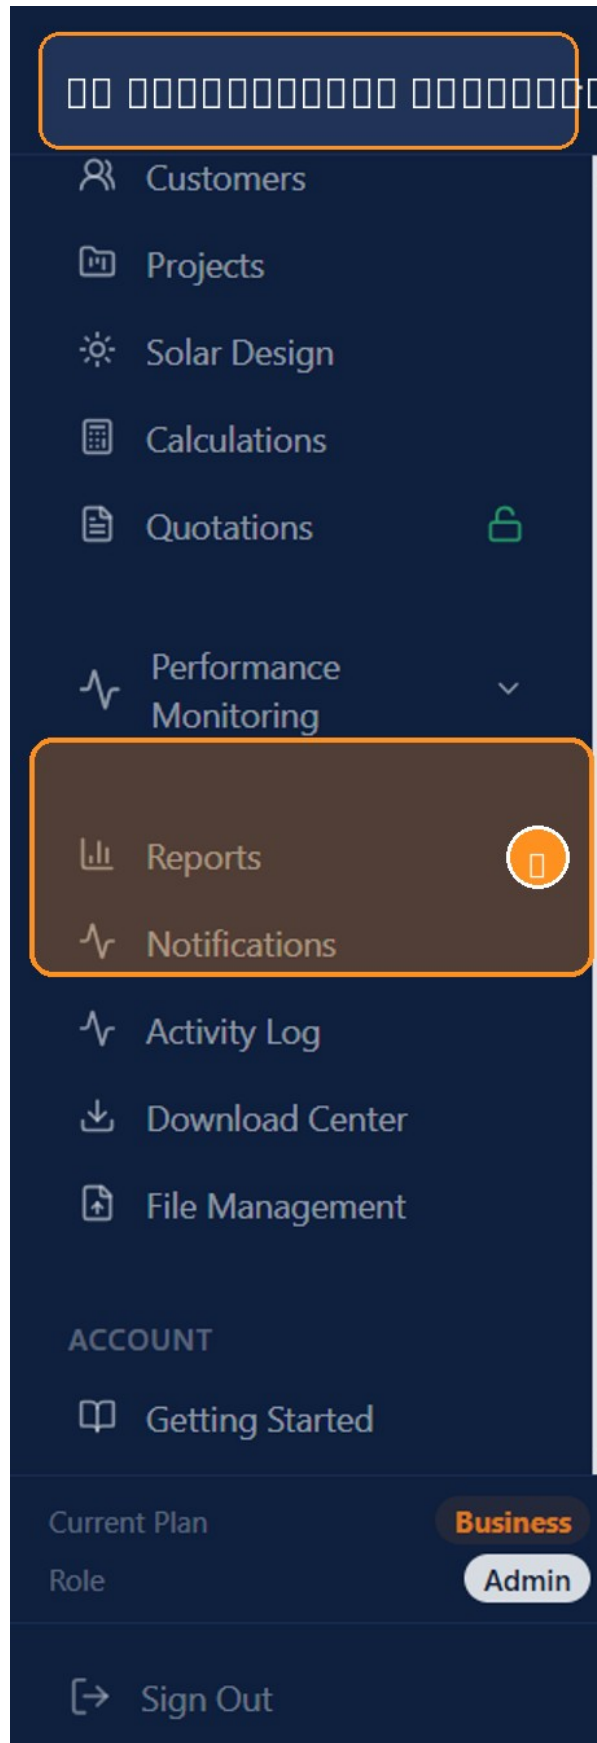 Customers
Projects
Solar Design
Calculations
Quotations
Performance
Monitoring
Reports
Notifications
Activity Log
Download Center
File Management
ACCOUNT
Getting Started
Current Plan Business
Role Admin
Sign Out